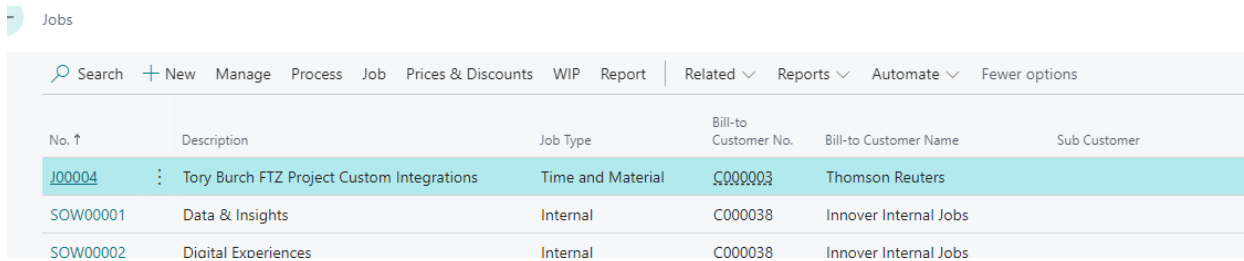 Jobs
Search New Manage Process Job Prices & Discounts WIP Report Related Reports Automate Fewer options
No. ↑ Description Job Type Bill-to Customer No. Bill-to Customer Name Sub Customer
J00004 Tory Burch FTZ Project Custom Integrations Time and Material C000003 Thomson Reuters
SOW00001 Data & Insights Internal C000038 Innover Internal Jobs
SOW00002 Digital Experiences Internal C000038 Innover Internal Jobs